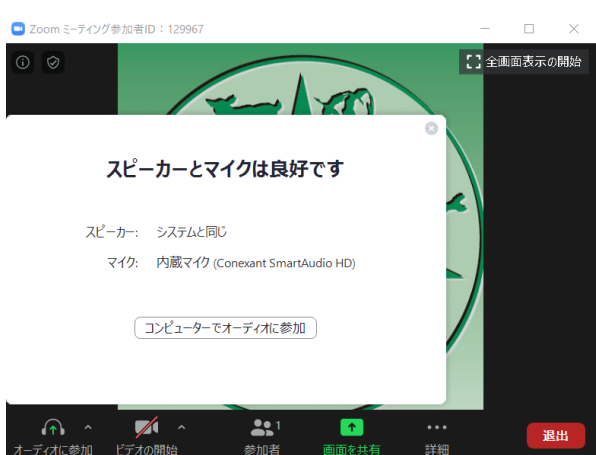 Zoom ミーティング参加者ID：129967
全画面表示の開始
スピーカーとマイクは良好です
スピーカー: システムと同じ
マイク: 内蔵マイク (Conexant SmartAudio HD)
コンピューターでオーディオに参加
オーディオに参加
ビデオの開始
1
参加者
画面を共有
詳細
退出